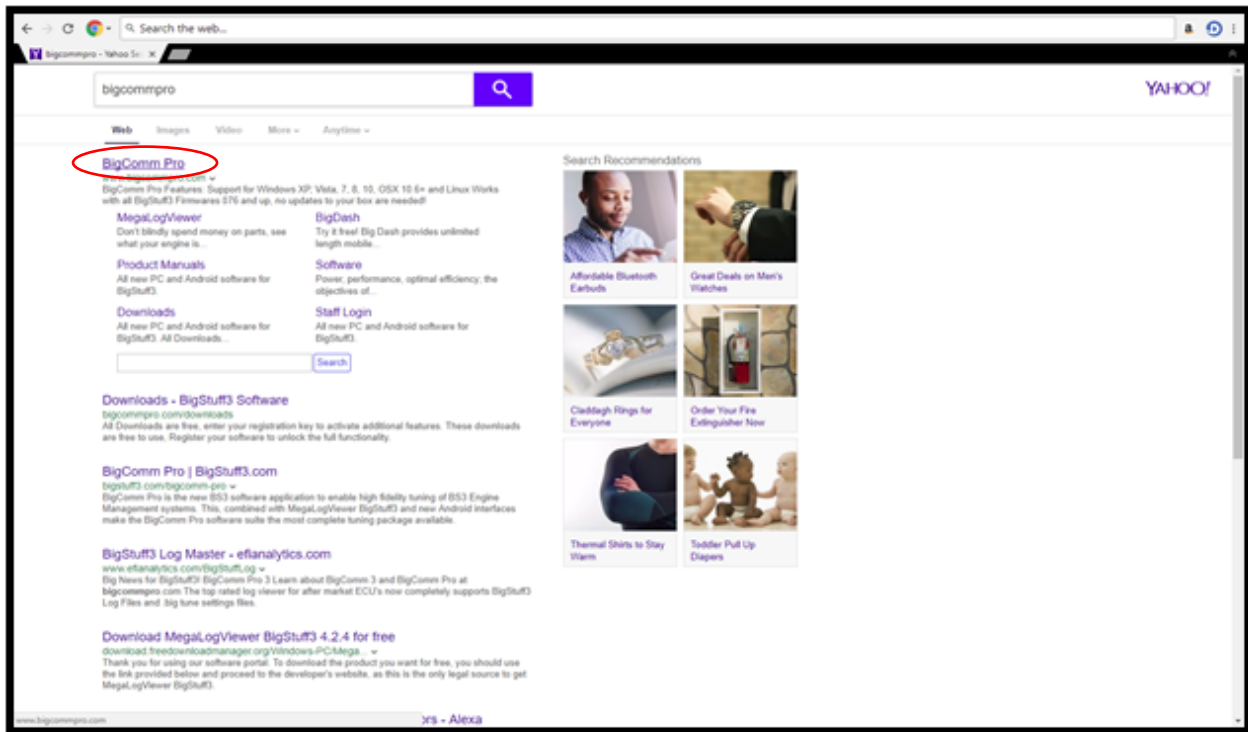 Search the web...
bigcommpro - Yahoo Se
bigcommpro
YAHOO!
Web Images Video More Anytime
BigComm Pro
www.bigcommpro.com
BigComm Pro Features: Support for Windows XP, Vista, 7, 8, 10, OSX 10.6+ and Linux Works
with all BigStuff3 Firmwares 076 and up, no updates to your box are needed!
MegaLogViewer
Don't blindly spend money on parts, see
what your engine is...
BigDash
Try it free! Big Dash provides unlimited
length mobile...
Product Manuals
All new PC and Android software for
BigStuff3.
Software
Power, performance, optimal efficiency; the
objectives of...
Downloads
All new PC and Android software for
BigStuff3. All Downloads...
Staff Login
All new PC and Android software for
BigStuff3.
Search
Downloads - BigStuff3 Software
bigcommpro.com/downloads
All Downloads are free, enter your registration key to activate additional features. These downloads
are free to use, Register your software to unlock the full functionality.
BigComm Pro | BigStuff3.com
bigstuff3.com/bigcomm-pro
BigComm Pro is the new BS3 software application to enable high fidelity tuning of BS3 Engine
Management systems. This, combined with MegaLogViewer BigStuff3 and new Android interfaces
make the BigComm Pro software suite the most complete tuning package available.
BigStuff3 Log Master - efianalytics.com
www.efianalytics.com/BigStuffLog
Big News for BigStuff3! BigComm Pro 3 Learn about BigComm 3 and BigComm Pro at
bigcommpro.com The top rated log viewer for after market ECU's now completely supports BigStuff3
Log Files and .big tune settings files.
Download MegaLogViewer BigStuff3 4.2.4 for free
download.freedownloadmanager.org/Windows-PC/Mega...
Thank you for using our software portal. To download the product you want for free, you should use
the link provided below and proceed to the developer's website, as this is the only legal source to get
MegaLogViewer BigStuff3.
www.bigcommpro.com
ors - Alexa
Search Recommendations
Affordable Bluetooth
Earbuds
Great Deals on Men's
Watches
Claddagh Rings for
Everyone
Order Your Fire
Extinguisher Now
Thermal Shirts to Stay
Warm
Toddler Pull Up
Diapers